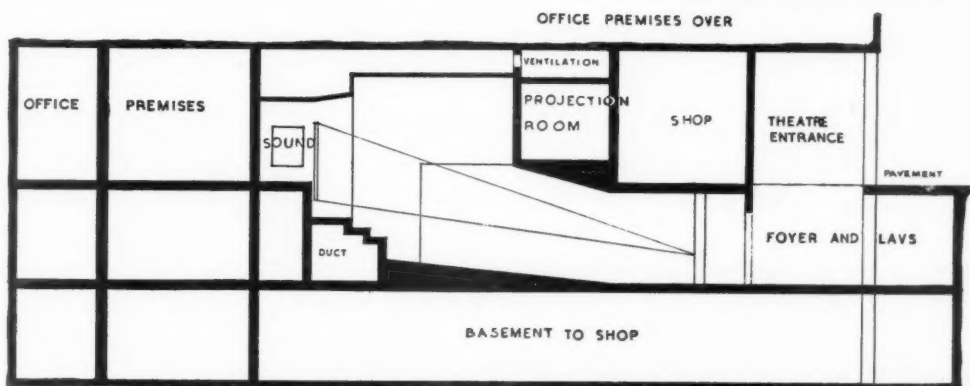 OFFICE PREMISES OVER
VENTILATION
OFFICE
PREMISES
PROJECTION
ROOM
SHOP
THEATRE
ENTRANCE
SOUND
PAVEMENT
DUCT
FOYER AND LAVS
BASEMENT TO SHOP